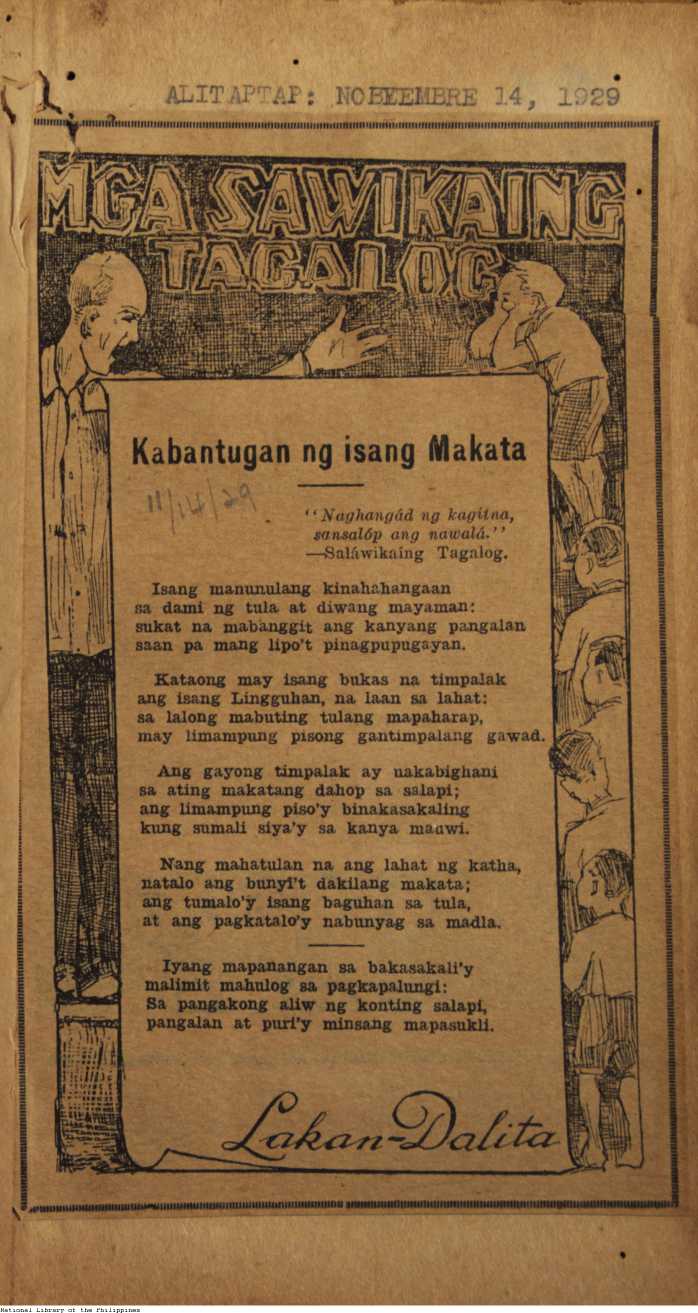 ALITAPTAP: NOBEEMBRE 14, 1929
MGA SAWIKAING
TAGALOG
Kabantugan ng isang Makata
11/14/29
"Naghangád ng kagitna,
sansalóp ang nawalá."
—Saláwikaing Tagalog.
Isang manunulang kinahahangaan
sa dami ng tula at diwang mayaman:
sukat na mabanggit ang kanyang pangalan
saan pa mang lipo't pinagpupugayan.
Kataong may isang bukas na timpalak
ang isang Lingguhan, na laan sa lahat:
sa lalong mabuting tulang mapaharap,
may limampung pisong gantimpalang gawad.
Ang gayong timpalak ay nakabighani
sa ating makatang dahop sa salapi;
ang limampung piso'y binakasakaling
kung sumali siya'y sa kanya maawi.
Nang mahatulan na ang lahat ng katha,
natalo ang bunyi't dakilang makata;
ang tumalo'y isang baguhan sa tula,
at ang pagkatalo'y nabunyag sa madla.
Iyang mapanangan sa bakasakali'y
malimit mahulog sa pagkapalungi:
Sa pangakong aliw ng konting salapi,
pangalan at puri'y minsang mapasukli.
Lakan-Dalita
National Library of the Philippines